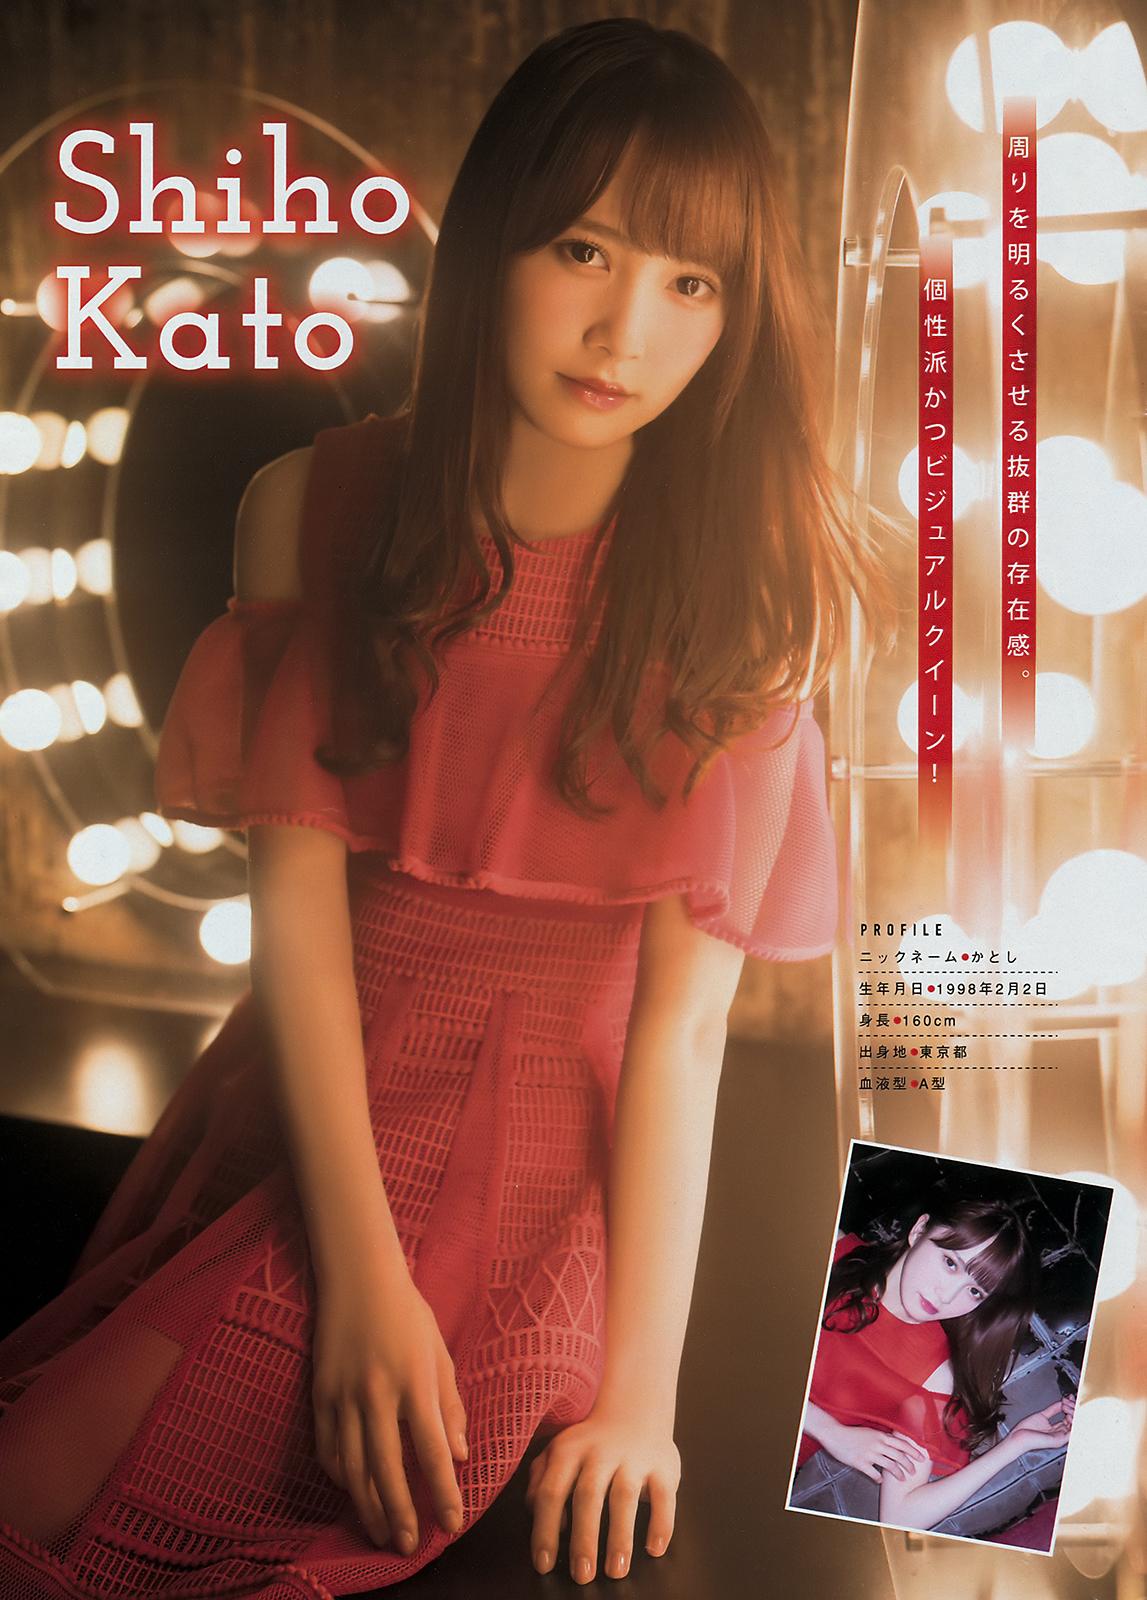 Shiho
Kato
周りを明るくさせる抜群の存在感。
個性派かつビジュアルクイーン！
PROFILE
ニックネーム●かとし
生年月日●1998年2月2日
身長●160cm
出身地●東京都
血液型●A型